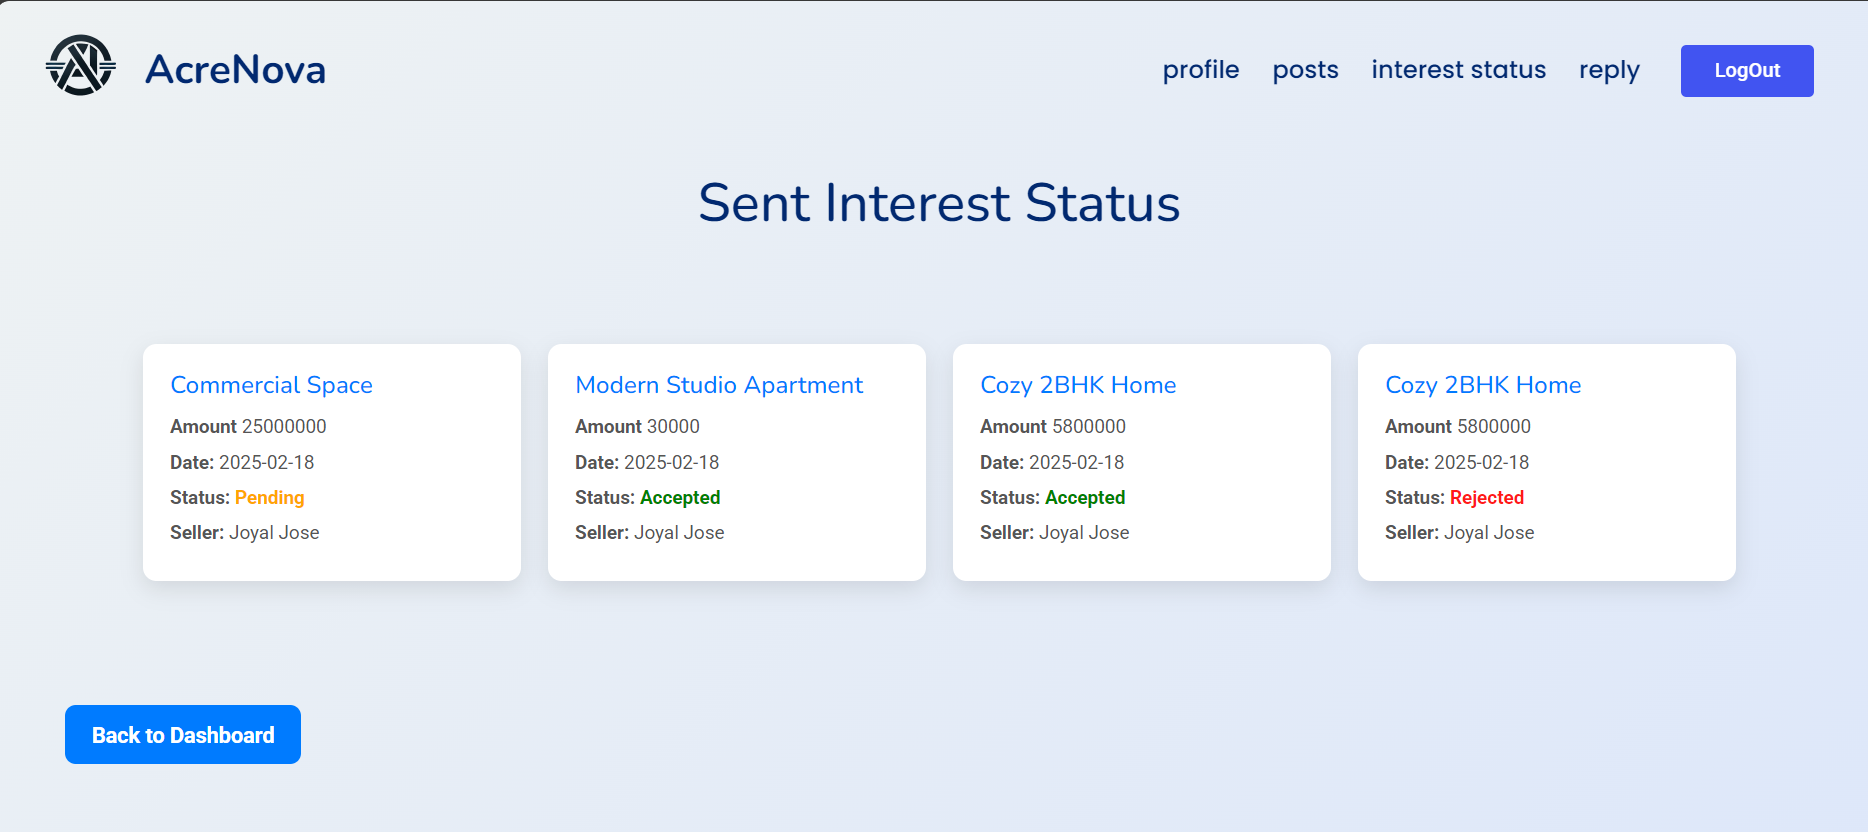 AcreNova
profile posts interest status reply LogOut
Sent Interest Status
Commercial Space
Amount 25000000
Date: 2025-02-18
Status: Pending
Seller: Joyal Jose
Modern Studio Apartment
Amount 30000
Date: 2025-02-18
Status: Accepted
Seller: Joyal Jose
Cozy 2BHK Home
Amount 5800000
Date: 2025-02-18
Status: Accepted
Seller: Joyal Jose
Cozy 2BHK Home
Amount 5800000
Date: 2025-02-18
Status: Rejected
Seller: Joyal Jose
Back to Dashboard